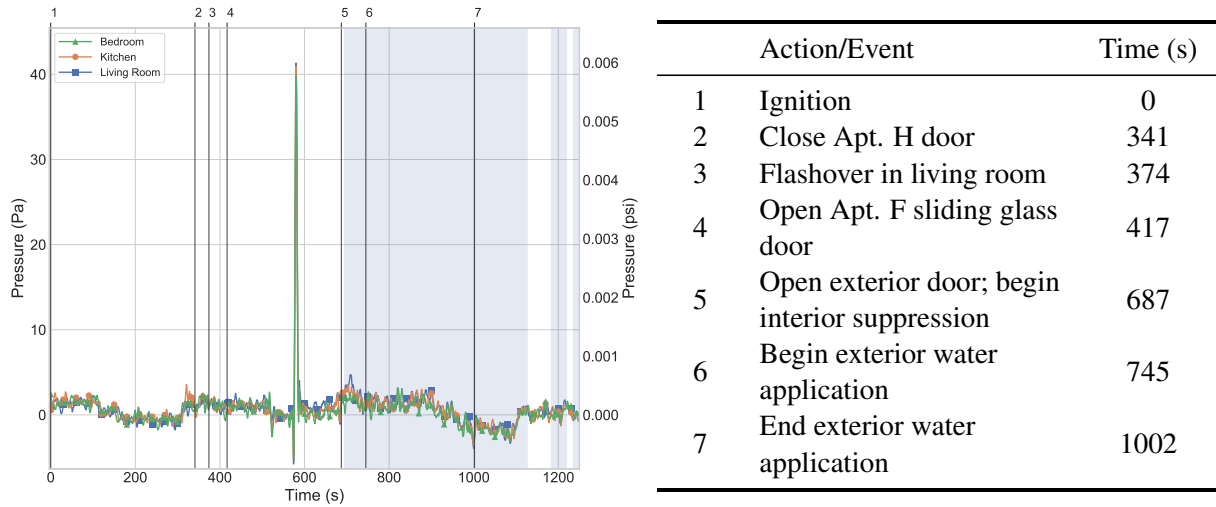 1 2 3 4 5 6 7
Bedroom
Kitchen
Living Room
40
30
20
10
0
Pressure (Pa)
0.006
0.005
0.004
0.003
0.002
0.001
0.000
Pressure (psi)
0 200 400 600 800 1000 1200
Time (s)
Action/Event Time (s)
1 Ignition 0
2 Close Apt. H door 341
3 Flashover in living room 374
4 Open Apt. F sliding glass 417
door
5 Open exterior door; begin 687
interior suppression
6 Begin exterior water 745
application
7 End exterior water 1002
application